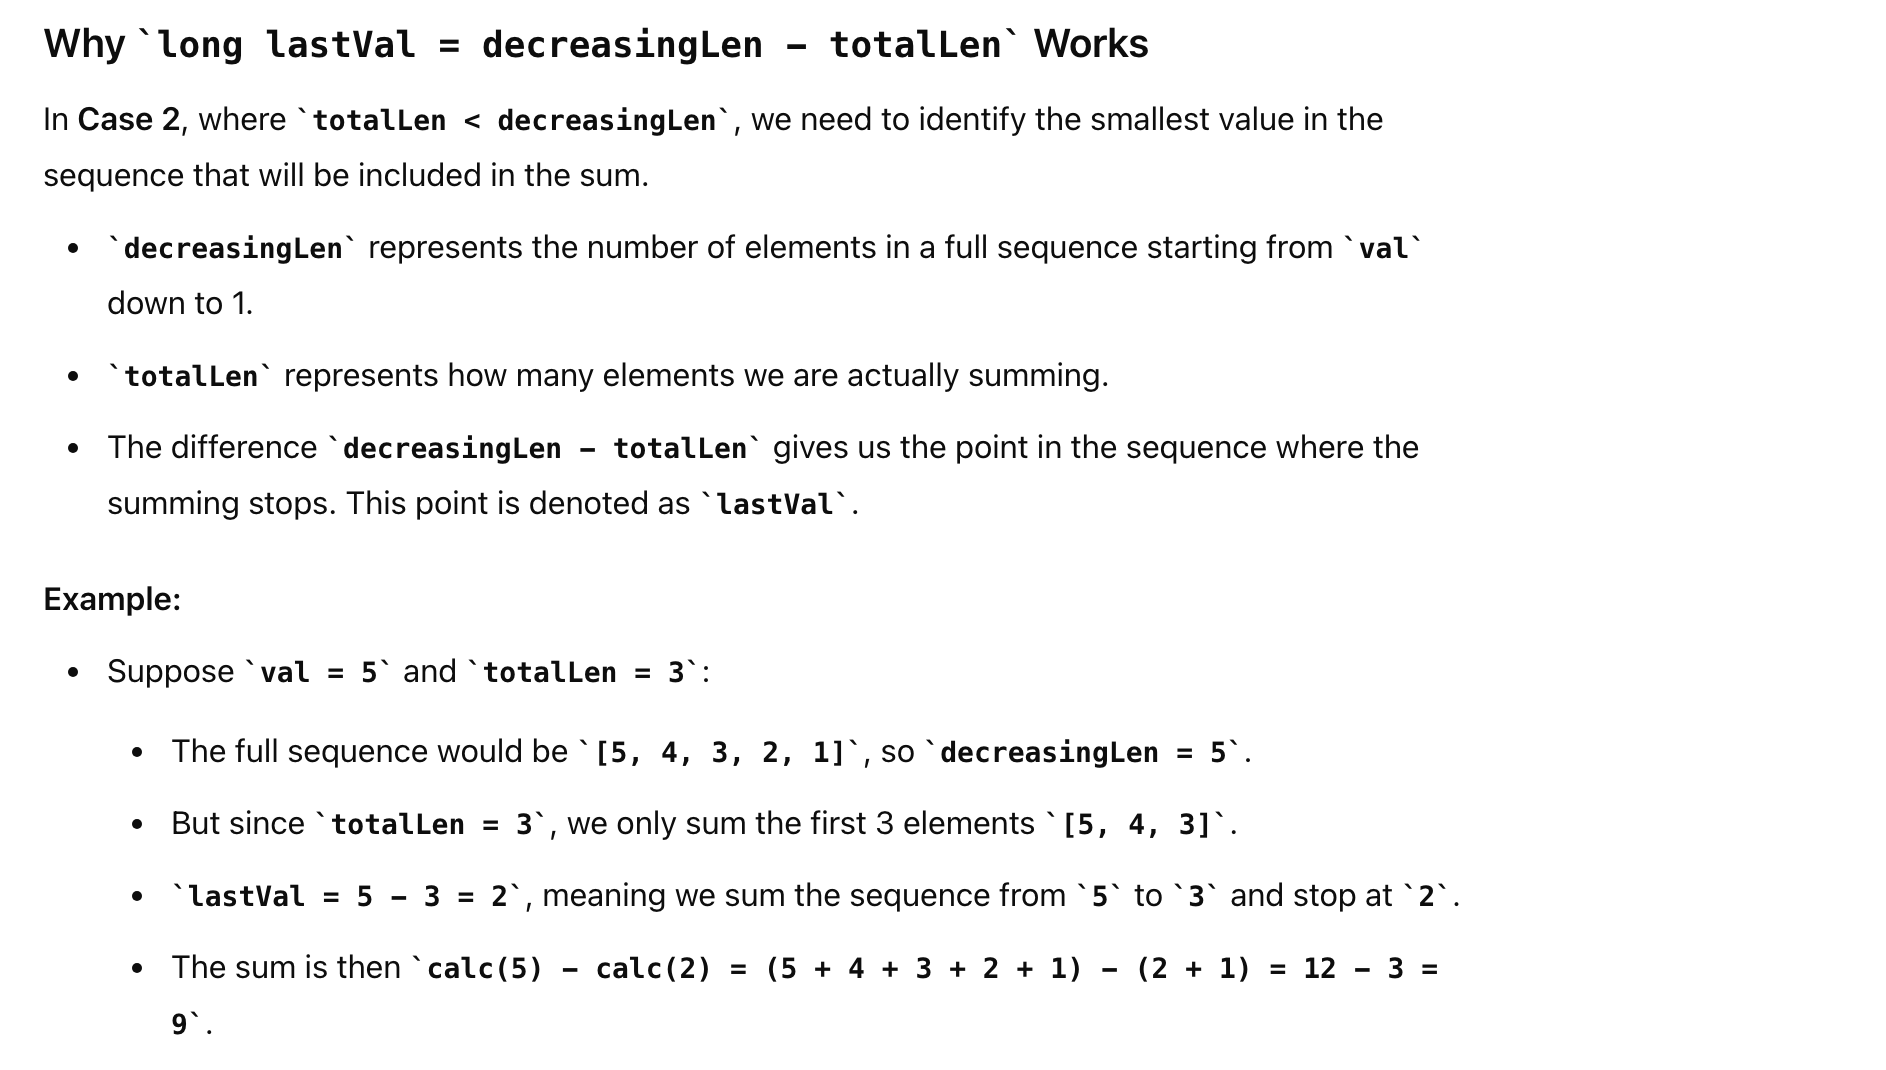 Why `long lastVal = decreasingLen - totalLen` Works
In Case 2, where `totalLen < decreasingLen`, we need to identify the smallest value in the
sequence that will be included in the sum.
• `decreasingLen` represents the number of elements in a full sequence starting from `val`
down to 1.
• `totalLen` represents how many elements we are actually summing.
• The difference `decreasingLen - totalLen` gives us the point in the sequence where the
summing stops. This point is denoted as `lastVal`.
Example:
• Suppose `val = 5` and `totalLen = 3`:
• The full sequence would be `[5, 4, 3, 2, 1]`, so `decreasingLen = 5`.
• But since `totalLen = 3`, we only sum the first 3 elements `[5, 4, 3]`.
• `lastVal = 5 - 3 = 2`, meaning we sum the sequence from `5` to `3` and stop at `2`.
• The sum is then `calc(5) - calc(2) = (5 + 4 + 3 + 2 + 1) - (2 + 1) = 12 - 3 =
9`.